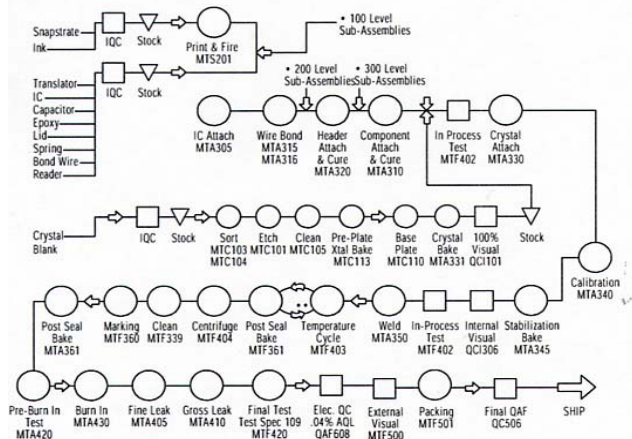 Snapstrate
Ink
IQC
Stock
Print & Fire
MTS201
• 100 Level
Sub-Assemblies
Translator
IC
Capacitor
Epoxy
Lid
Spring
Bond Wire
Reader
IQC
Stock
• 200 Level
Sub-Assemblies
• 300 Level
Sub-Assemblies
IC Attach
MTA305
Wire Bond
MTA315
MTA316
Header
Attach
& Cure
MTA320
Component
Attach
& Cure
MTA310
In Process
Test
MTF402
Crystal
Attach
MTA330
Crystal
Blank
IQC
Stock
Sort
MTC103
MTC104
Etch
MTC101
Clean
MTC105
Pre-Plate
Xtal Bake
MTC113
Base
Plate
MTC110
Crystal
Bake
MTA331
100%
Visual
QCI101
Stock
Calibration
MTA340
Post Seal
Bake
MTA361
Marking
MTF360
Clean
MTF339
Centrifuge
MTF404
Post Seal
Bake
MTF361
Temperature
Cycle
MTF403
Weld
MTA350
In-Process
Test
MTF402
Internal
Visual
QCI306
Stabilization
Bake
MTA345
Pre-Burn In
Test
MTA420
Burn In
MTA430
Fine Leak
MTA405
Gross Leak
MTA410
Final Test
Test Spec 109
MTF420
Elec. QC
.04% AQL
QAF608
External
Visual
MTF500
Packing
MTF501
Final QAF
QC506
SHIP